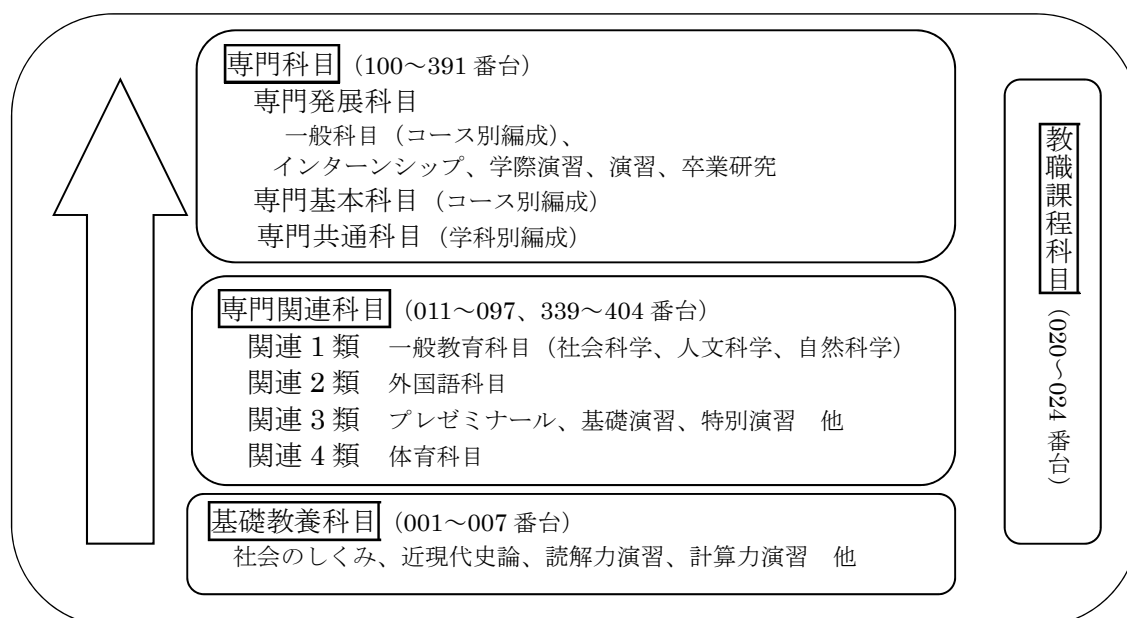 専門科目（100～391 番台）
専門発展科目
一般科目（コース別編成）、
インターンシップ、学際演習、演習、卒業研究
専門基本科目（コース別編成）
専門共通科目（学科別編成）
専門関連科目（011～097、339～404 番台）
関連 1 類　一般教育科目（社会科学、人文科学、自然科学）
関連 2 類　外国語科目
関連 3 類　プレゼミナール、基礎演習、特別演習　他
関連 4 類　体育科目
基礎教養科目（001～007 番台）
社会のしくみ、近現代史論、読解力演習、計算力演習　他
教職課程科目（020～024 番台）